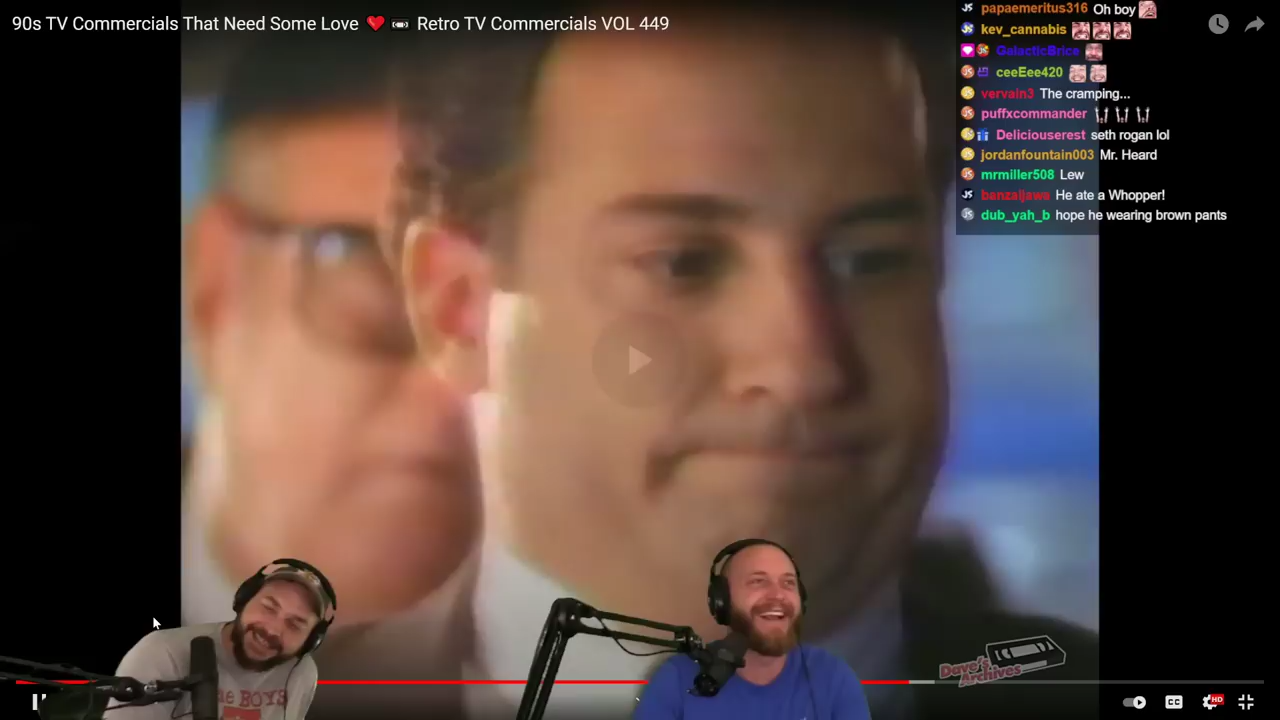 90s TV Commercials That Need Some Love ❤️ 📼 Retro TV Commercials VOL 449
papaemeritus316 Oh boy
kev_cannabis
GalacticBrice
ceeEee420
vervain3 The cramping...
puffxcommander
Deliciouserest seth rogan lol
jordanfountain003 Mr. Heard
mrmiller508 Lew
banzaijawa He ate a Whopper!
dub_yah_b hope he wearing brown pants
BOYS
Dave's
Archives
CC
HD